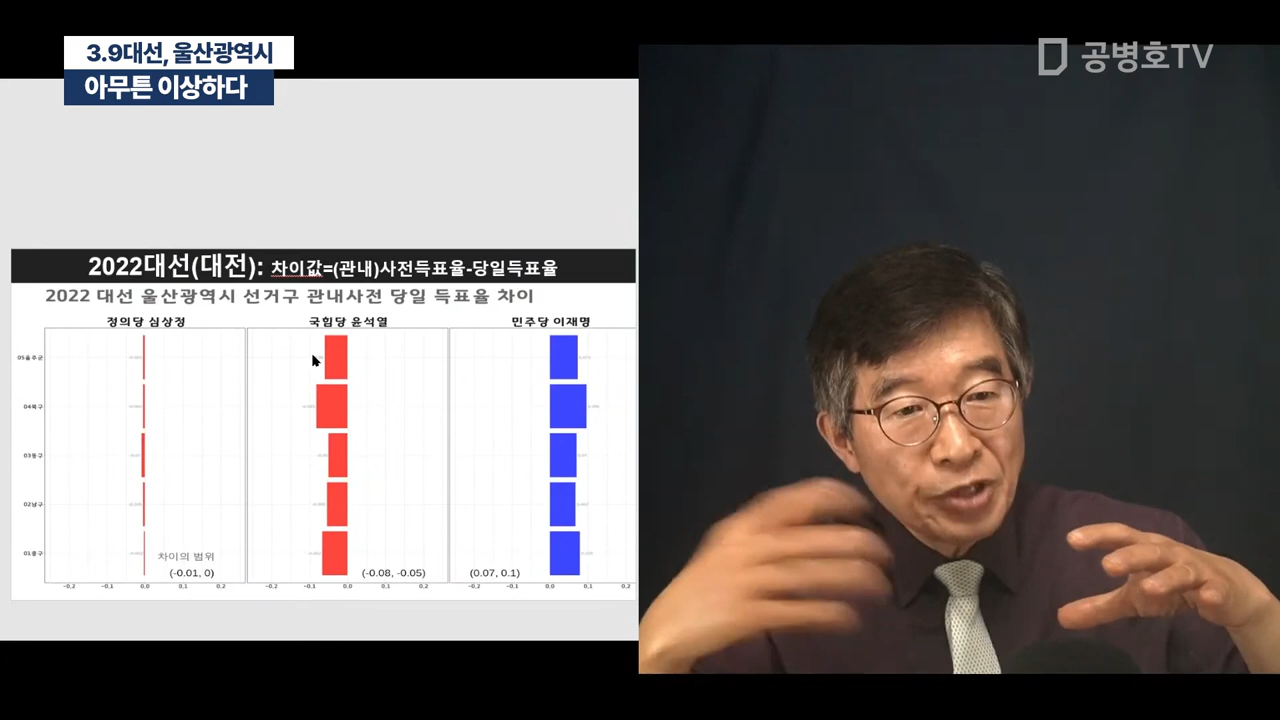 3.9대선, 울산광역시
아무튼 이상하다
공병호TV
2022대선(대전): 차이값=(관내)사전득표율-당일득표율
2022 대선 울산광역시 선거구 관내사전 당일 득표율 차이
정의당 심상정
국힘당 윤석열
민주당 이재명
05울주군
04북구
03동구
02남구
01중구
차이의 범위
(-0.01, 0)
(-0.08, -0.05)
(0.07, 0.1)
-0.2 -0.1 0.0 0.1 0.2
-0.2 -0.1 0.0 0.1 0.2
-0.2 -0.1 0.0 0.1 0.2